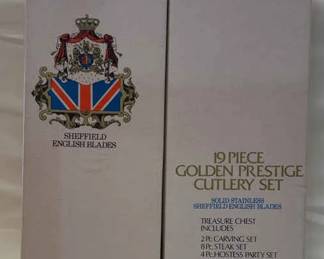 SHEFFIELD
ENGLISH BLADES
19 PIECE
GOLDEN PRESTIGE
CUTLERY SET
SOLID STAINLESS
SHEFFIELD ENGLISH BLADES
TREASURE CHEST
INCLUDES
2 Pc. CARVING SET
8 Pc. STEAK SET
4 Pc. HOSTESS PARTY SET